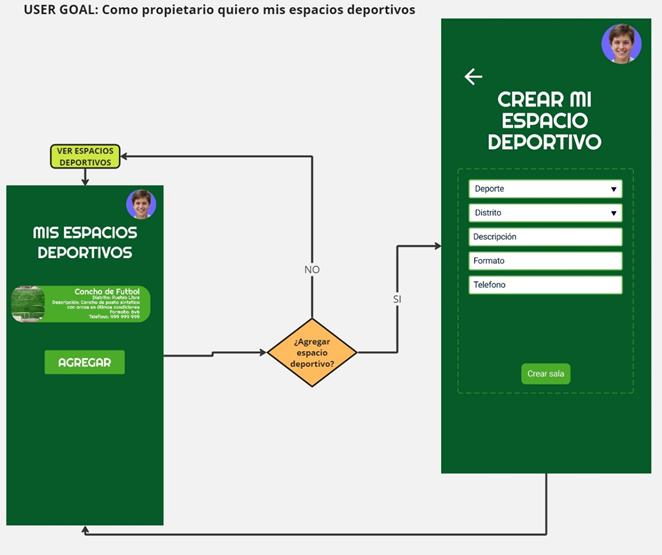 USER GOAL: Como propietario quiero mis espacios deportivos
VER ESPACIOS
DEPORTIVOS
MIS ESPACIOS
DEPORTIVOS
Cancha de Futbol
Distrito: Pueblo Libre
Descripción: Cancha de pasto sintetico
con arcos en óptimas condiciones
Formato: 6v6
Telefono: 999 999 999
AGREGAR
¿Agregar
espacio
deportivo?
NO
SI
CREAR MI
ESPACIO
DEPORTIVO
Deporte
Distrito
Descripción
Formato
Telefono
Crear sala